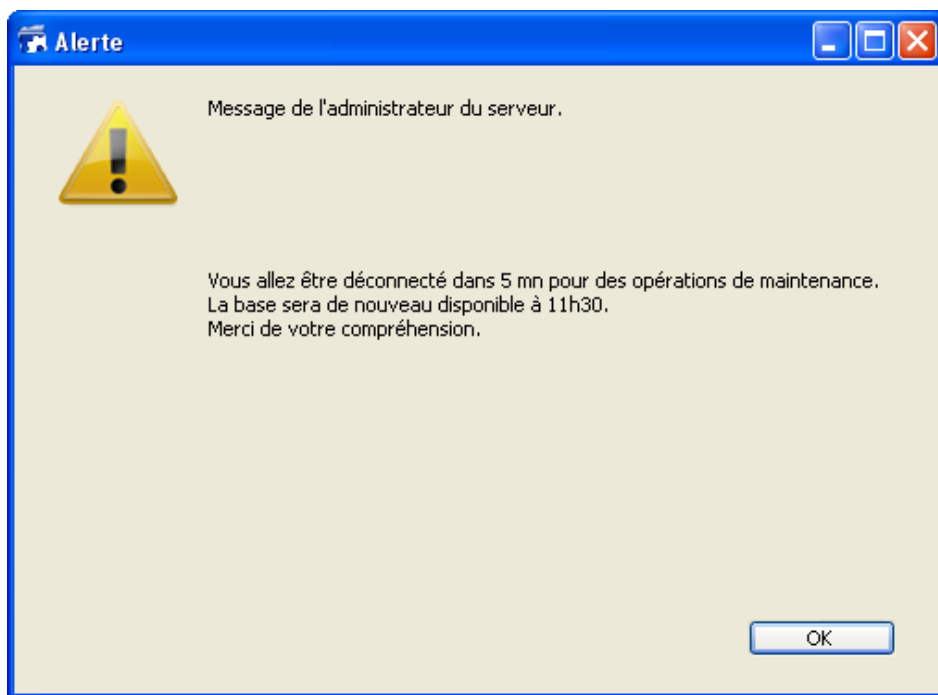 Alerte
Message de l'administrateur du serveur.
Vous allez être déconnecté dans 5 mn pour des opérations de maintenance.
La base sera de nouveau disponible à 11h30.
Merci de votre compréhension.
OK